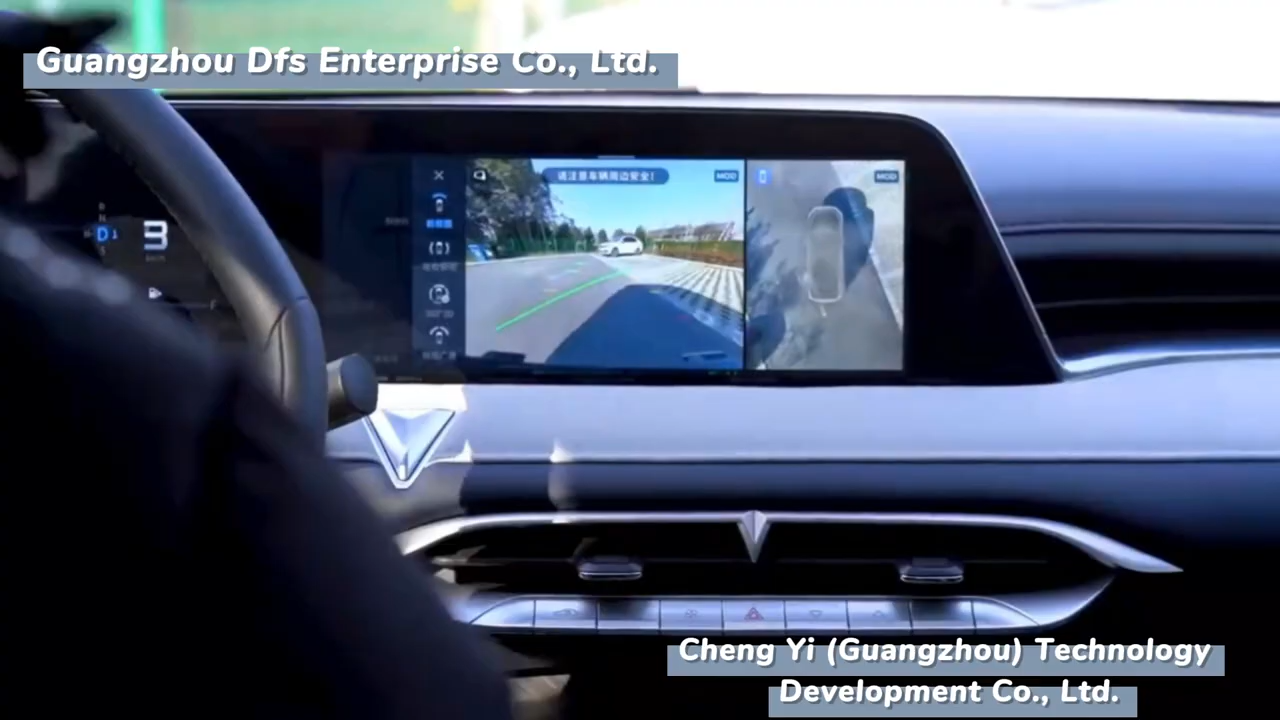 Guangzhou Dfs Enterprise Co., Ltd.
请注意车辆周边安全!
MOD
MOD
D
3
Cheng Yi (Guangzhou) Technology
Development Co., Ltd.